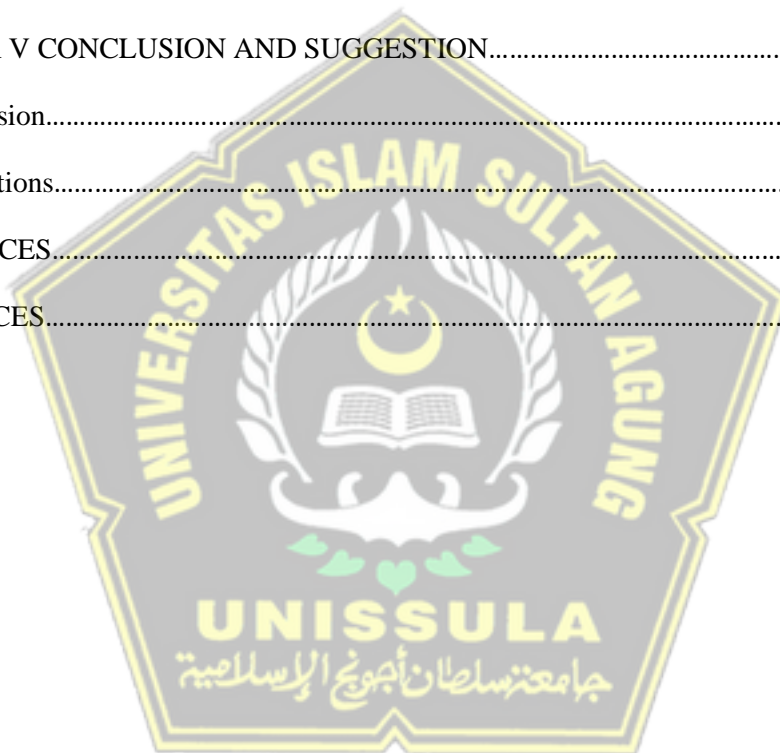 V CONCLUSION AND SUGGESTION........................................
sion...............................................................................................
tions..............................................................................................
CES...............................................................................................
CES...............................................................................................
UNIVERSITAS ISLAM SULTAN AGUNG
UNISSULA
جامعة سلطان أجونج الإسلامية